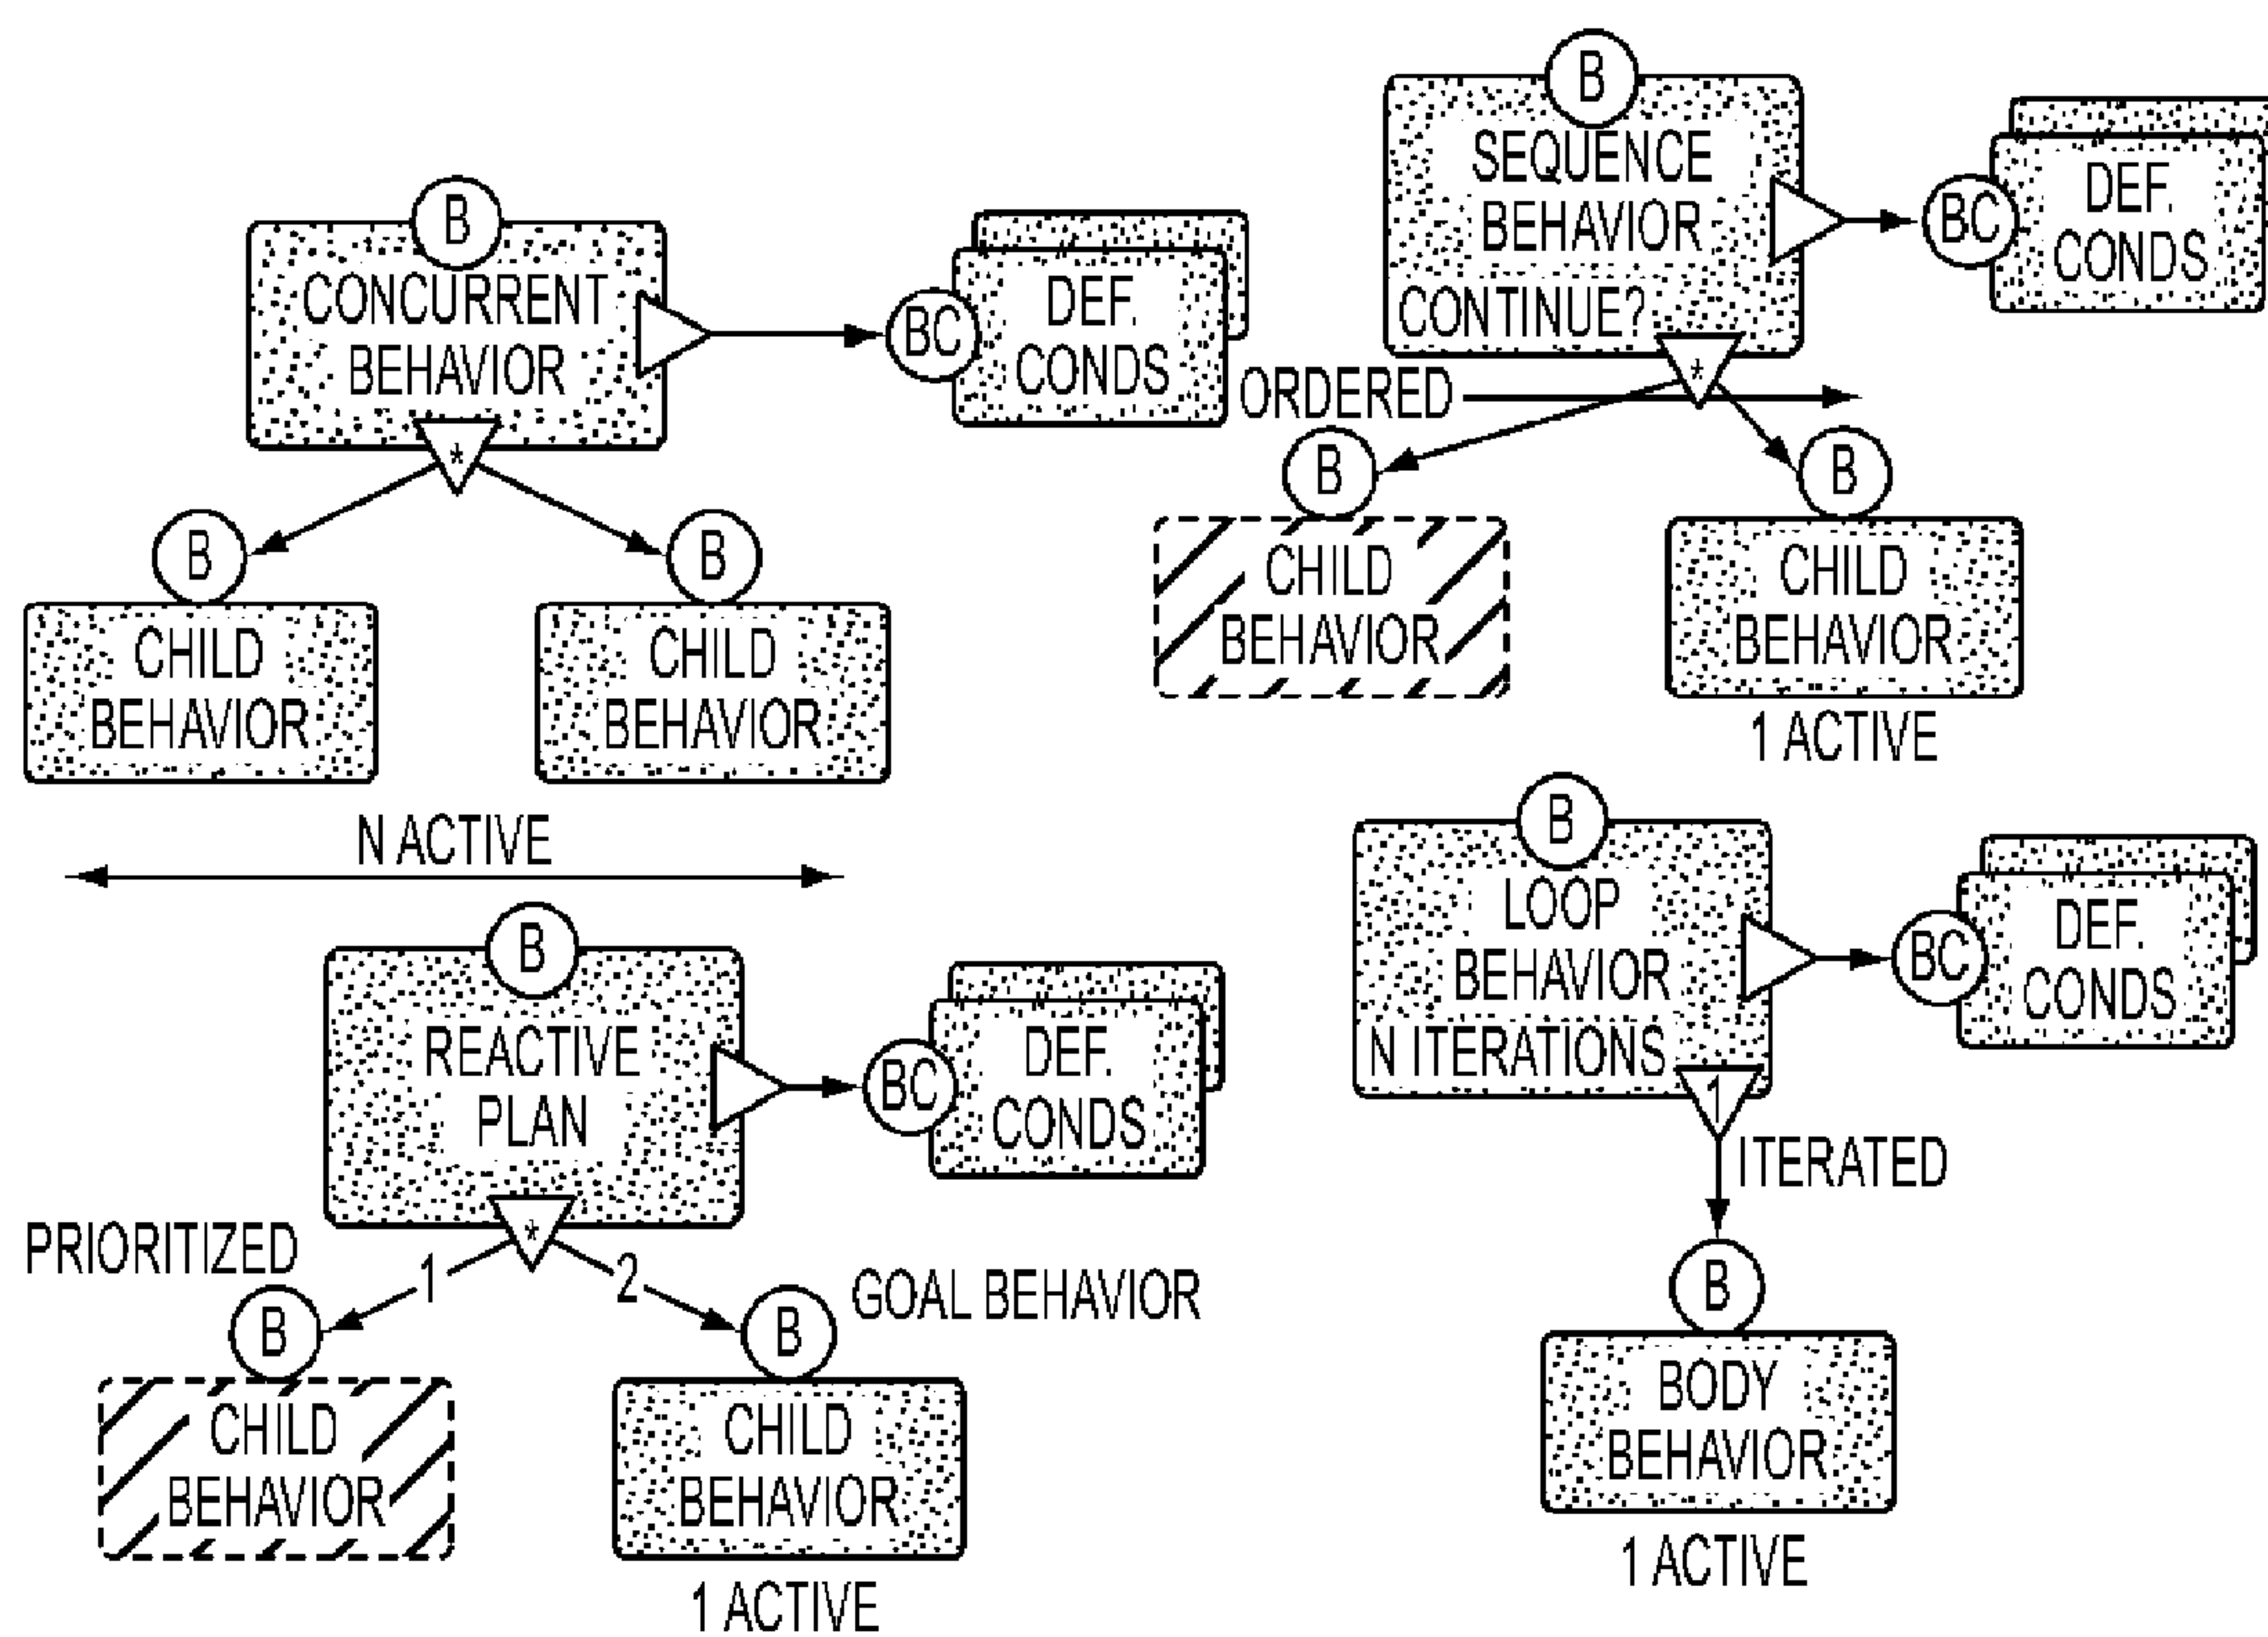 B
CONCURRENT
BEHAVIOR
*
BC
DEF.
CONDS
B
CHILD
BEHAVIOR
B
CHILD
BEHAVIOR
N ACTIVE
B
SEQUENCE
BEHAVIOR
CONTINUE?
*
BC
DEF.
CONDS
ORDERED
B
CHILD
BEHAVIOR
B
CHILD
BEHAVIOR
1 ACTIVE
B
REACTIVE
PLAN
*
BC
DEF.
CONDS
PRIORITIZED
1
2
GOAL BEHAVIOR
B
CHILD
BEHAVIOR
B
CHILD
BEHAVIOR
1 ACTIVE
B
LOOP
BEHAVIOR
N ITERATIONS
1
BC
DEF.
CONDS
ITERATED
B
BODY
BEHAVIOR
1 ACTIVE